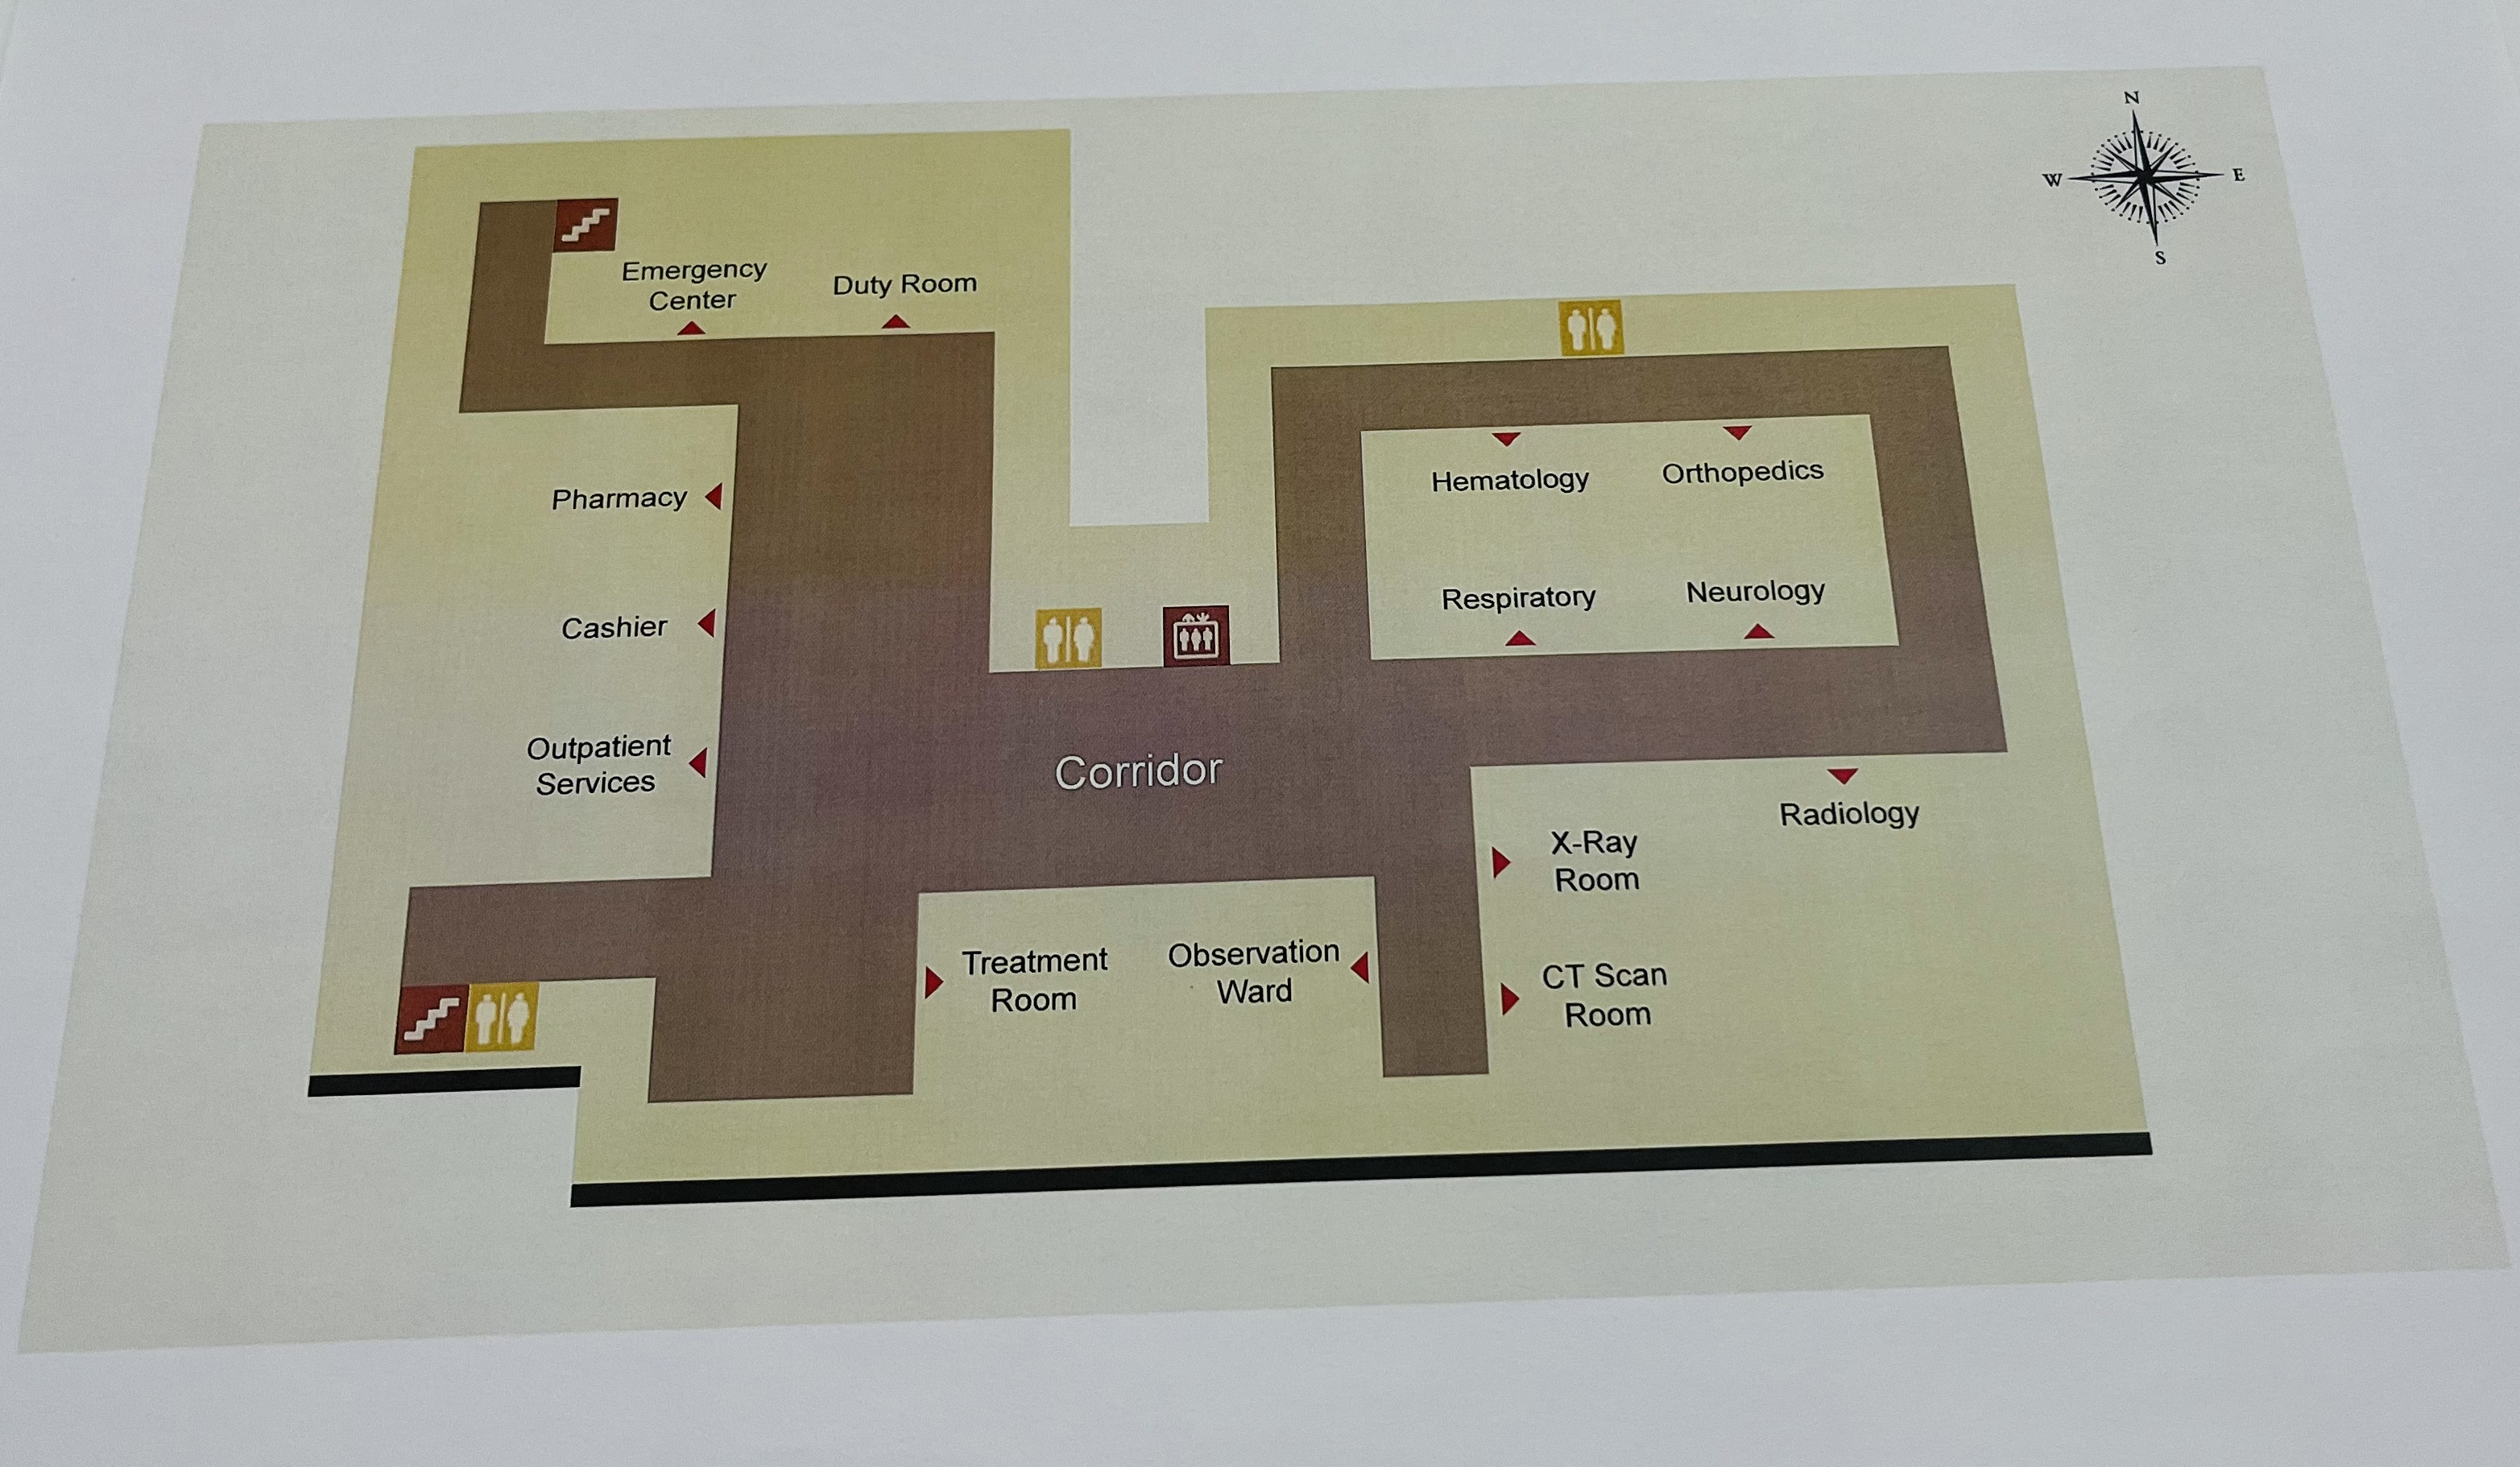 N
W
E
S
Emergency
Center
Duty Room
Pharmacy
Hematology
Orthopedics
Cashier
Respiratory
Neurology
Outpatient
Services
Corridor
Radiology
X-Ray
Room
Treatment
Room
Observation
Ward
CT Scan
Room